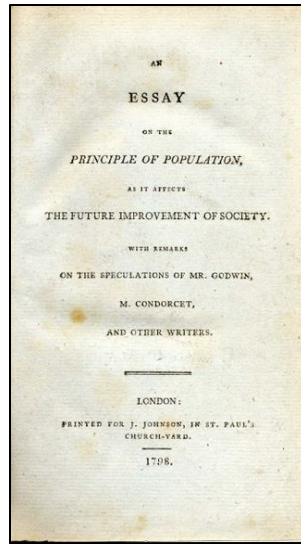 AN
ESSAY
ON THE
PRINCIPLE OF POPULATION,
AS IT AFFECTS
THE FUTURE IMPROVEMENT OF SOCIETY.
WITH REMARKS
ON THE SPECULATIONS OF MR. GODWIN,
M. CONDORCET,
AND OTHER WRITERS.
LONDON:
PRINTED FOR J. JOHNSON, IN ST. PAUL'S
CHURCH-YARD.
1798.